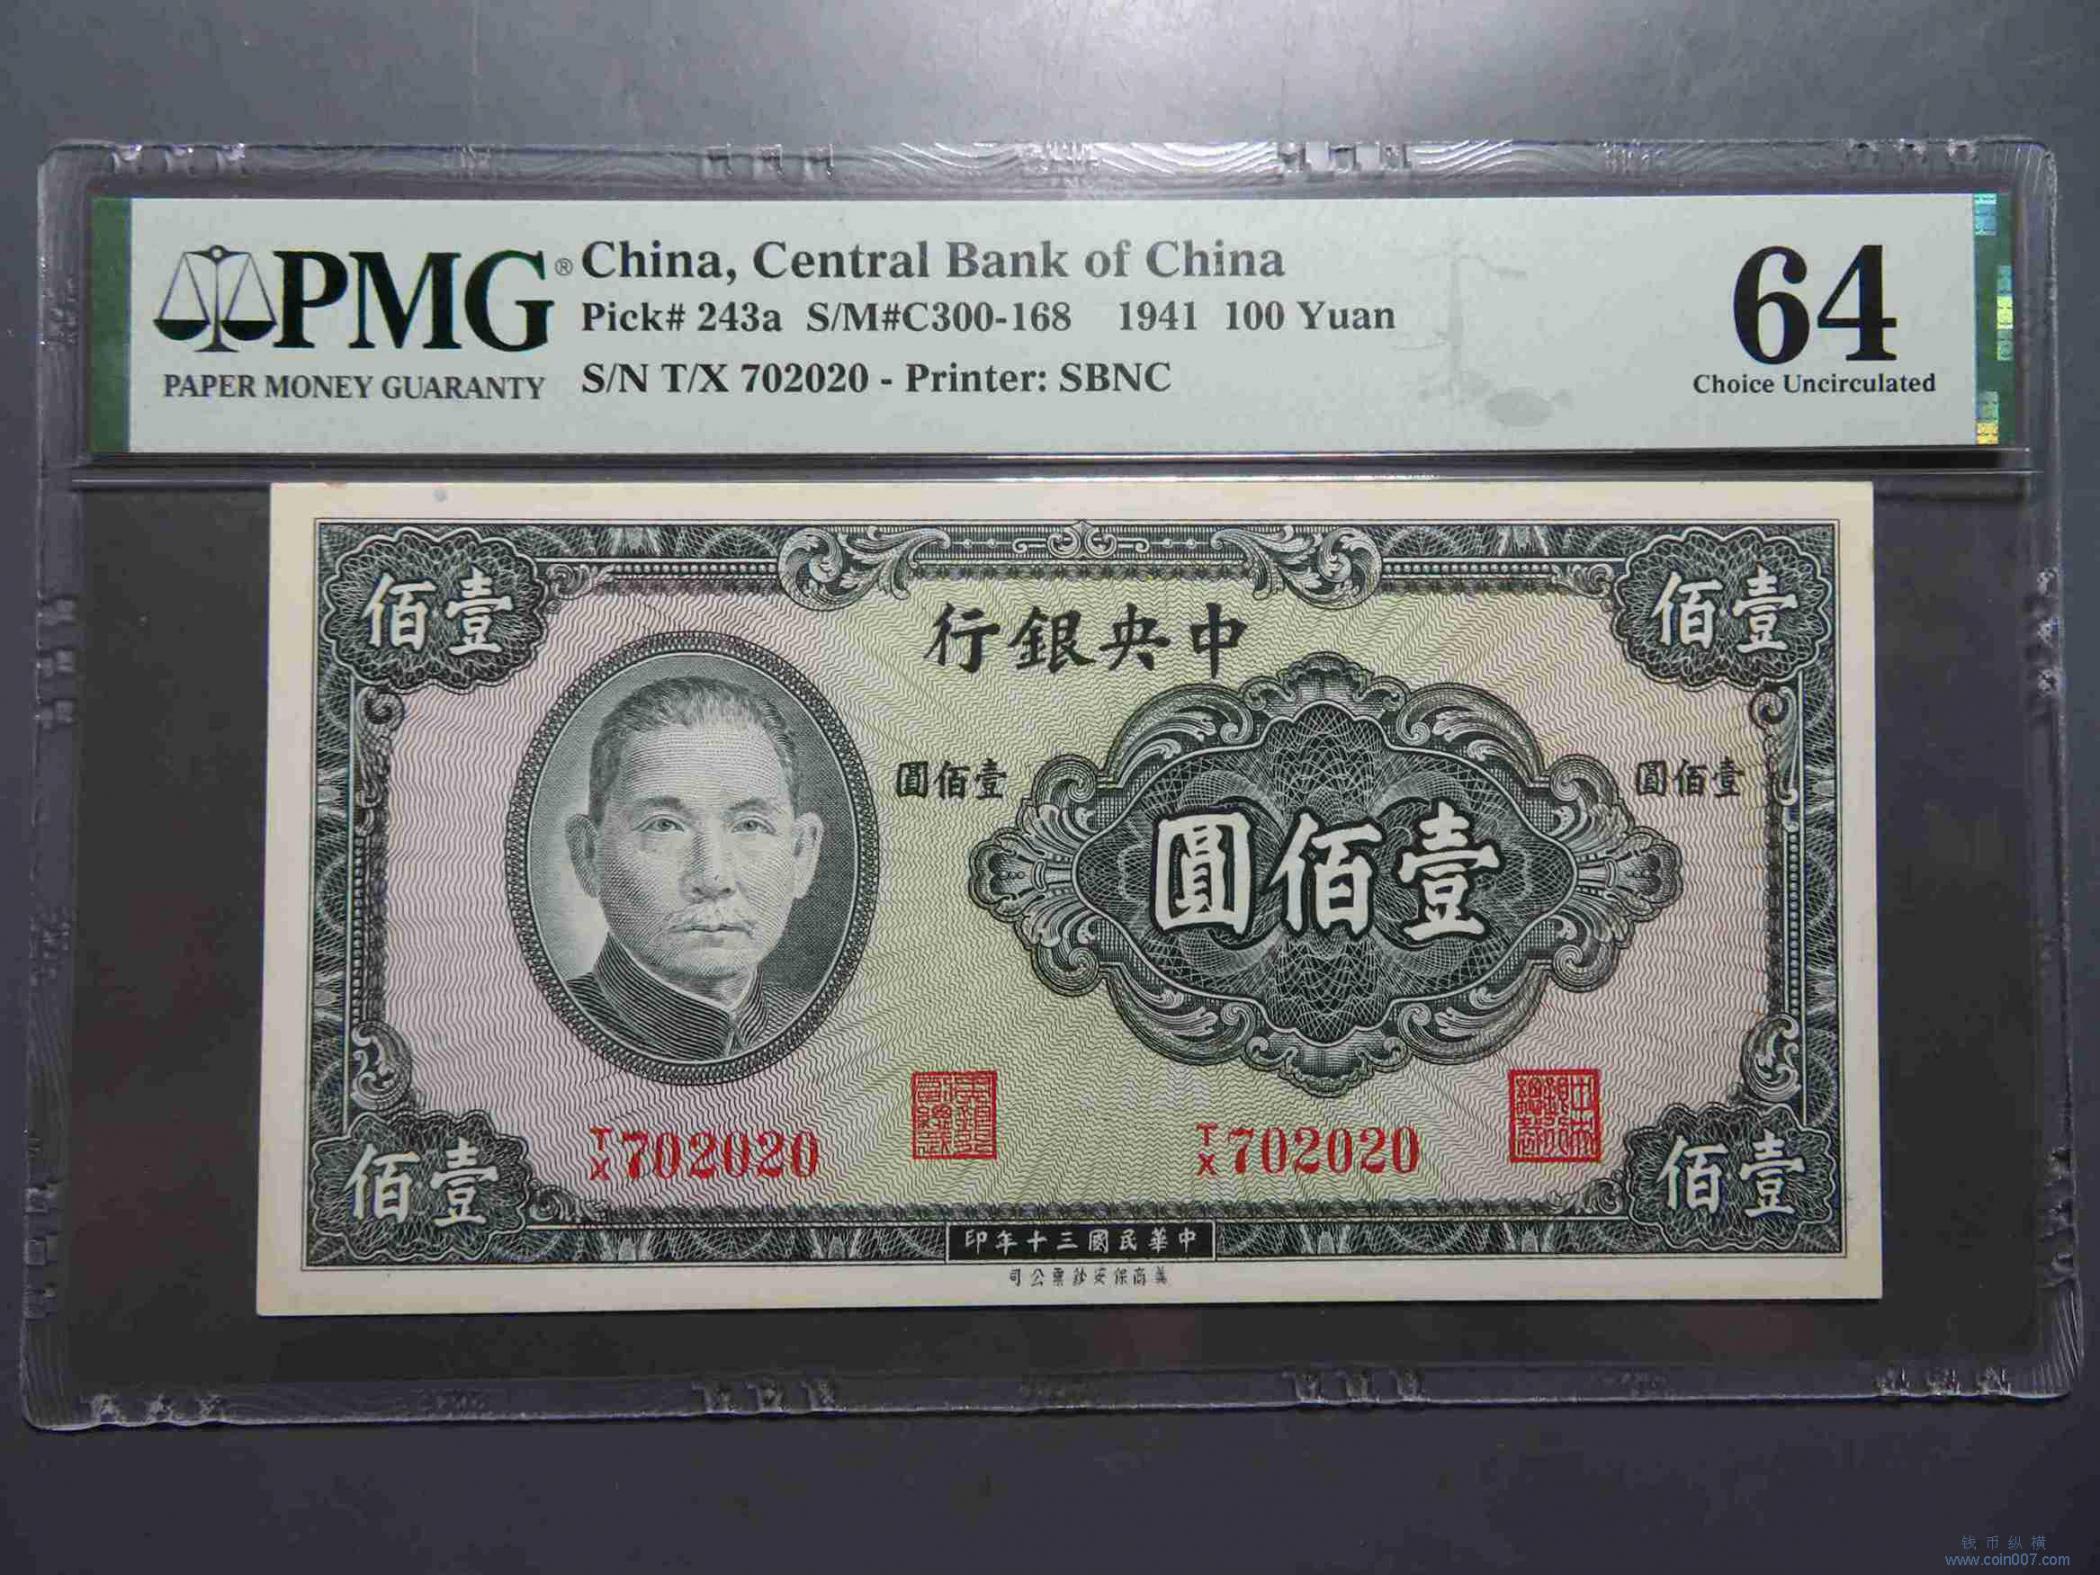 PMG®
PAPER MONEY GUARANTY
China, Central Bank of China
Pick# 243a S/M#C300-168 1941 100 Yuan
S/N T/X 702020 - Printer: SBNC
64
Choice Uncirculated
佰壹
佰壹
行銀央中
圓佰壹
圓佰壹
圓佰壹
T/X 702020
T/X 702020
佰壹
佰壹
印年十三國民華中
司公票鈔安保商美
钱币纵横
www.coin007.com